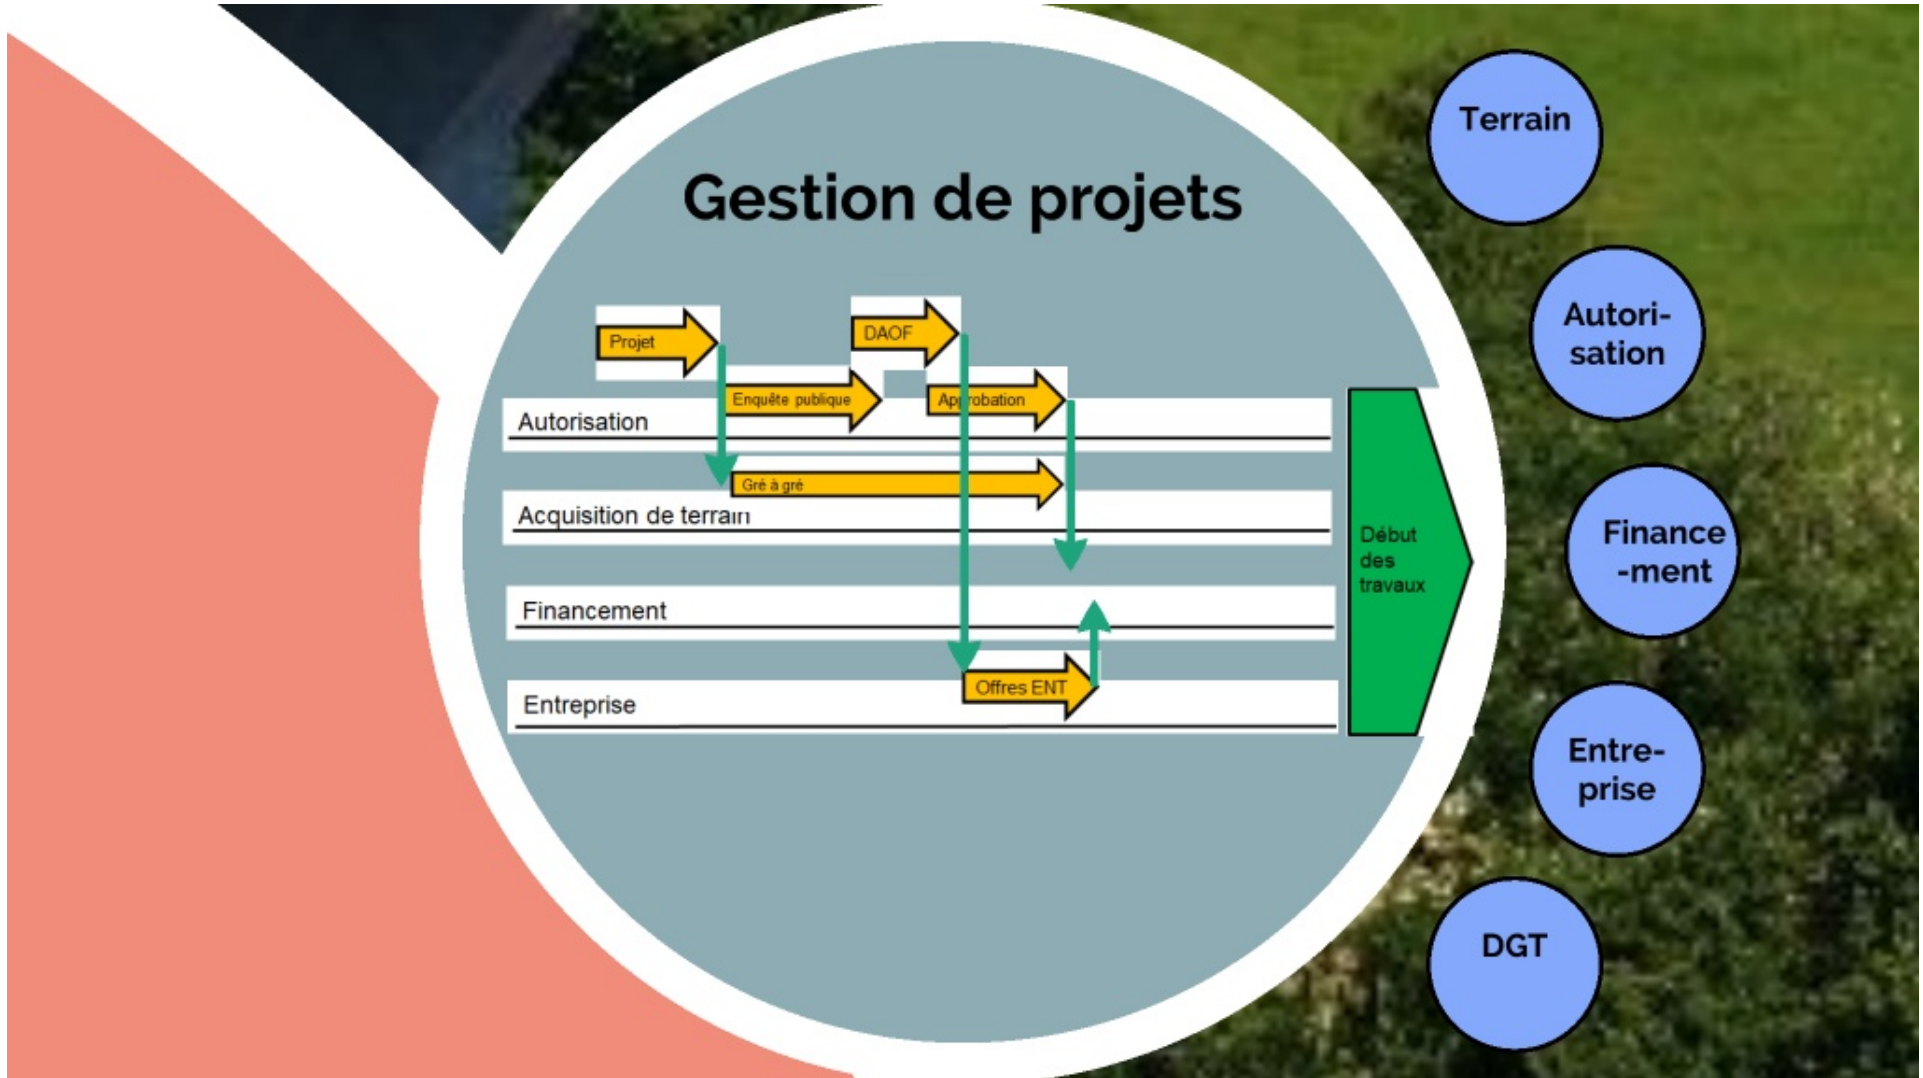 Gestion de projets
Projet
DAOF
Enquête publique
Approbation
Autorisation
Gré à gré
Acquisition de terrain
Financement
Offres ENT
Entreprise
Début
des
travaux
Terrain
Autori-
sation
Finance
-ment
Entre-
prise
DGT